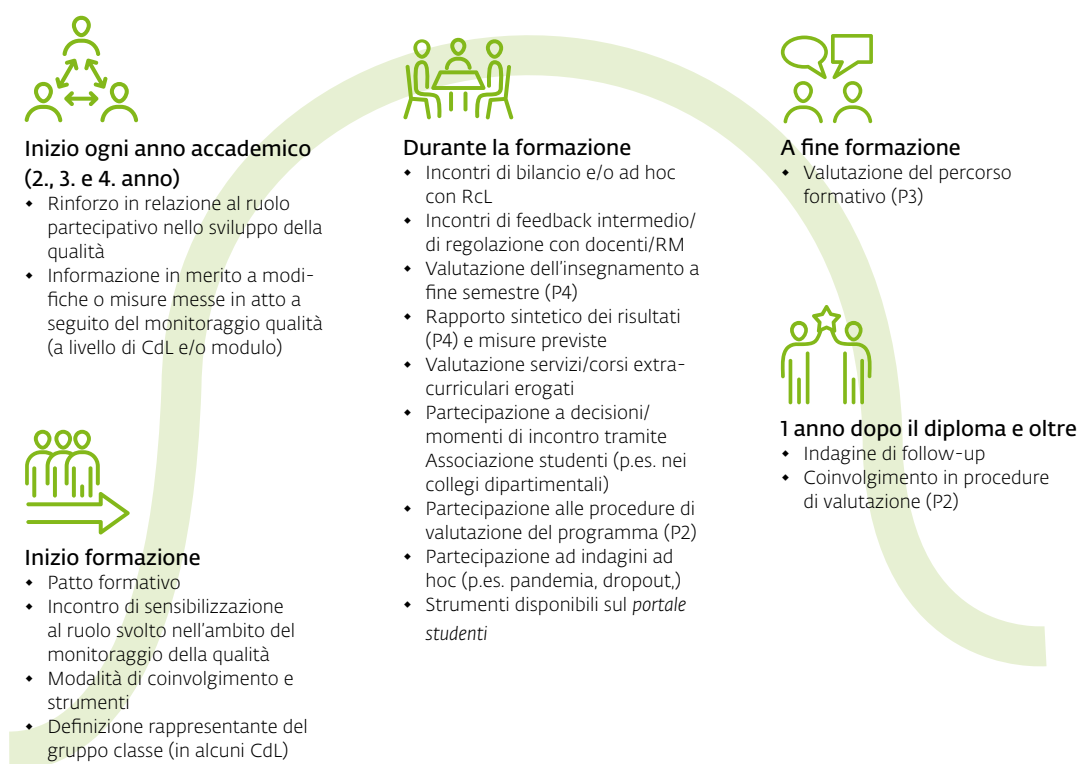 Inizio ogni anno accademico
(2., 3. e 4. anno)
◆ Rinforzo in relazione al ruolo
partecipativo nello sviluppo della
qualità
◆ Informazione in merito a modi-
fiche o misure messe in atto a
seguito del monitoraggio qualità
(a livello di CdL e/o modulo)
Inizio formazione
◆ Patto formativo
◆ Incontro di sensibilizzazione
al ruolo svolto nell'ambito del
monitoraggio della qualità
◆ Modalità di coinvolgimento e
strumenti
◆ Definizione rappresentante del
gruppo classe (in alcuni CdL)
Durante la formazione
◆ Incontri di bilancio e/o ad hoc
con RcL
◆ Incontri di feedback intermedio/
di regolazione con docenti/RM
◆ Valutazione dell'insegnamento a
fine semestre (P4)
◆ Rapporto sintetico dei risultati
(P4) e misure previste
◆ Valutazione servizi/corsi extra-
curriculari erogati
◆ Partecipazione a decisioni/
momenti di incontro tramite
Associazione studenti (p.es. nei
collegi dipartimentali)
◆ Partecipazione alle procedure di
valutazione del programma (P2)
◆ Partecipazione ad indagini ad
hoc (p.es. pandemia, dropout,)
◆ Strumenti disponibili sul portale
studenti
A fine formazione
◆ Valutazione del percorso
formativo (P3)
1 anno dopo il diploma e oltre
◆ Indagine di follow-up
◆ Coinvolgimento in procedure
di valutazione (P2)